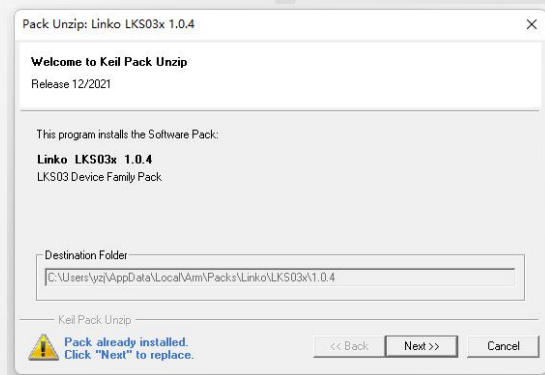 Pack Unzip: Linko LKS03x 1.0.4
Welcome to Keil Pack Unzip
Release 12/2021
This program installs the Software Pack:
Linko LKS03x 1.0.4
LKS03 Device Family Pack
Destination Folder
C:\Users\yzj\AppData\Local\Arm\Packs\Linko\LKS03x\1.0.4
Keil Pack Unzip
Pack already installed.
Click "Next" to replace.
<< Back
Next >>
Cancel